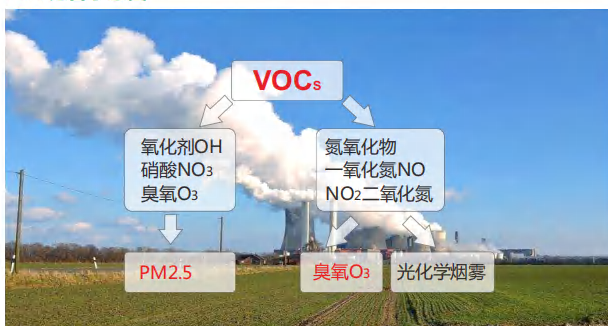 VOCs
氧化剂OH
硝酸NO3
臭氧O3
氮氧化物
一氧化氮NO
NO2二氧化氮
PM2.5
臭氧O3
光化学烟雾